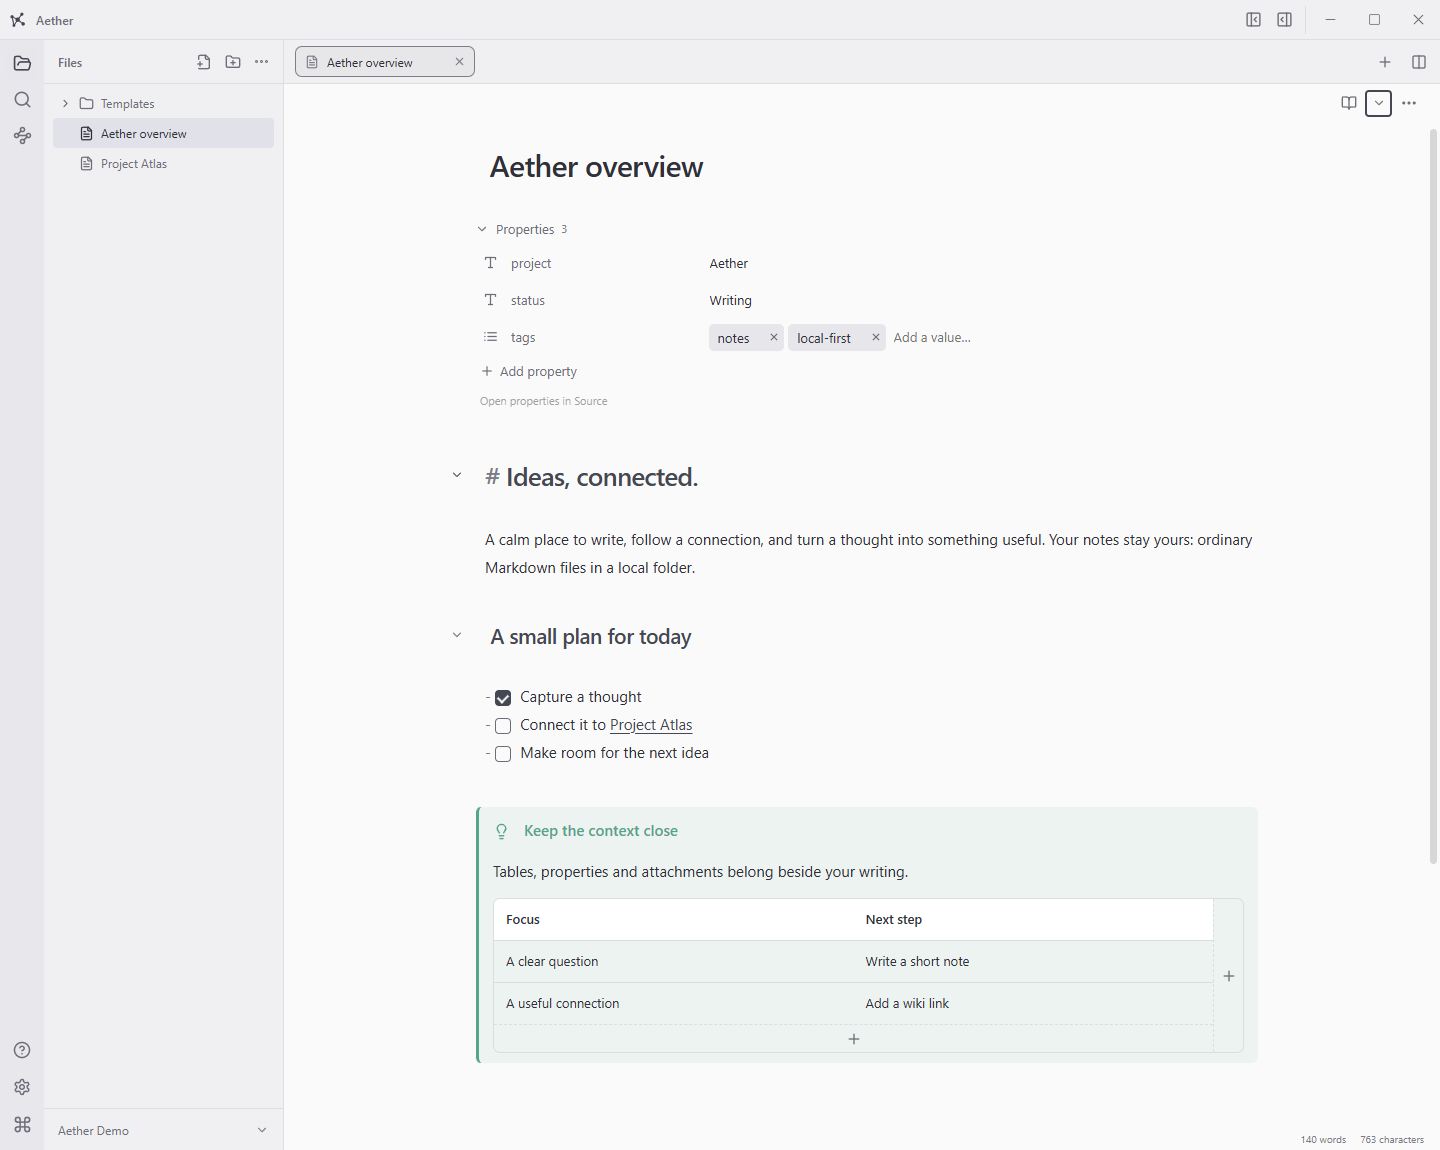 Aether
Files
Aether overview
Templates
Aether overview
Project Atlas
Aether overview
Properties 3
project Aether
status Writing
tags notes local-first Add a value...
Add property
Open properties in Source
# Ideas, connected.
A calm place to write, follow a connection, and turn a thought into something useful. Your notes stay yours: ordinary
Markdown files in a local folder.
A small plan for today
- Capture a thought
- Connect it to Project Atlas
- Make room for the next idea
Keep the context close
Tables, properties and attachments belong beside your writing.
Focus Next step
A clear question Write a short note
A useful connection Add a wiki link
Aether Demo
140 words 763 characters